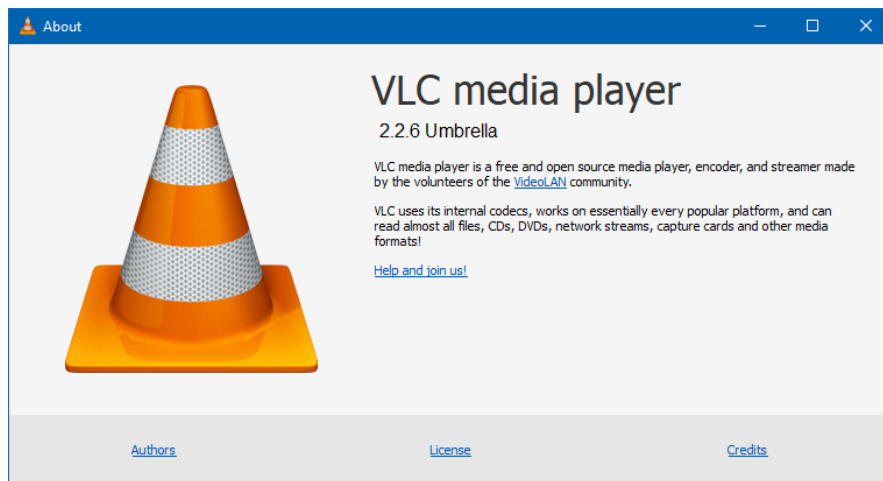 About
VLC media player
2.2.6 Umbrella
VLC media player is a free and open source media player, encoder, and streamer made
by the volunteers of the VideoLAN community.
VLC uses its internal codecs, works on essentially every popular platform, and can
read almost all files, CDs, DVDs, network streams, capture cards and other media
formats!
Help and join us!
Authors
License
Credits